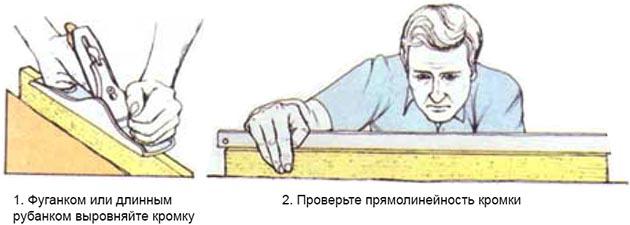 1. Фуганком или длинным
рубанком выровняйте кромку
2. Проверьте прямолинейность кромки